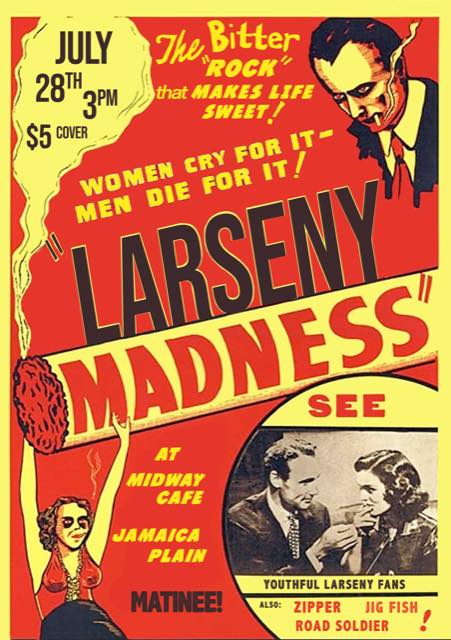 JULY
28TH
3PM
$5 COVER
The Bitter
"ROCK"
that MAKES LIFE
SWEET!
WOMEN CRY FOR IT-
MEN DIE FOR IT!
"LARSENY
MADNESS"
SEE
AT
MIDWAY
CAFE
JAMAICA
PLAIN
MATINEE!
YOUTHFUL LARSENY FANS
ALSO: ZIPPER JIG FISH
ROAD SOLDIER !